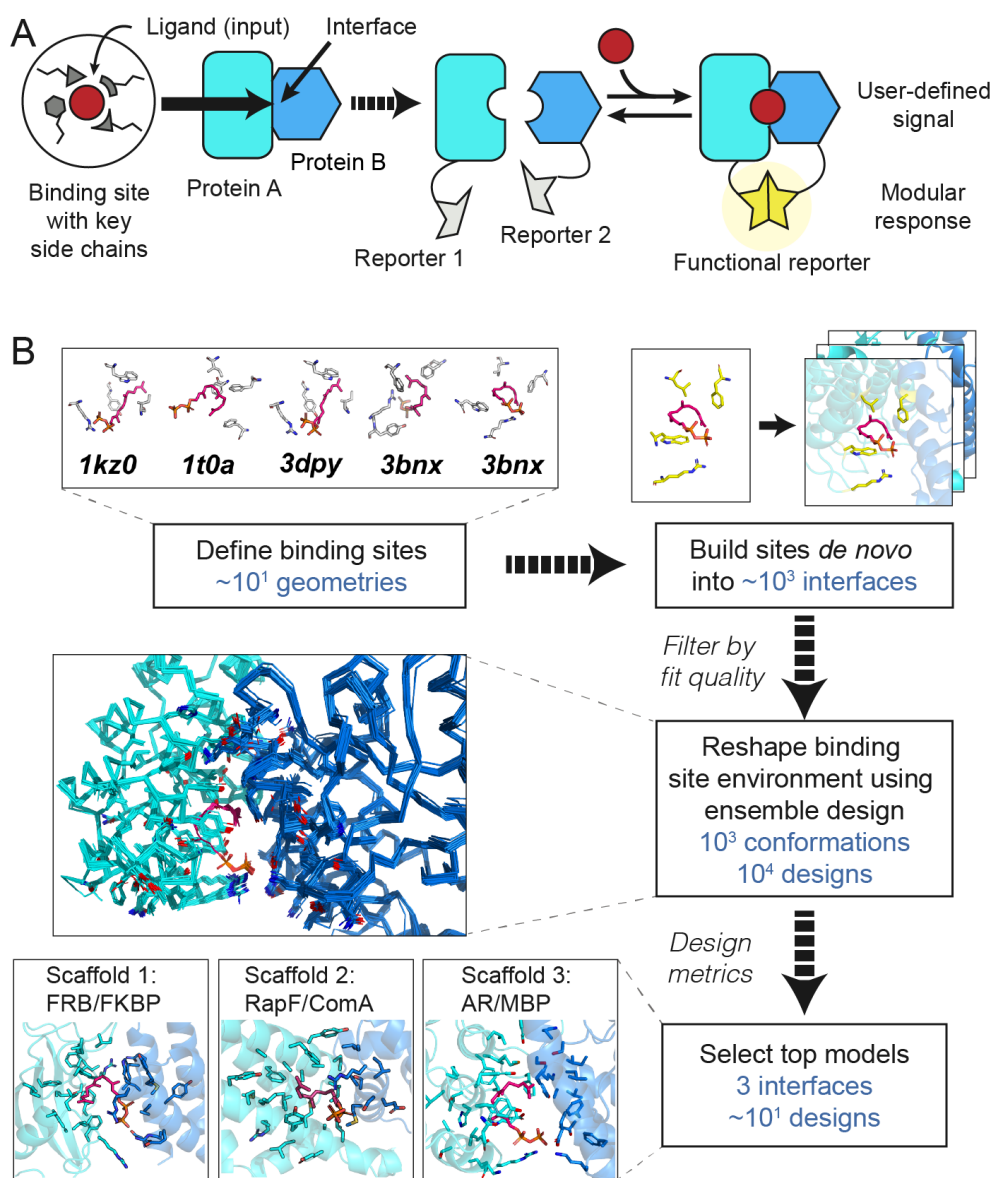 A
Ligand (input)
Interface
Binding site
with key
side chains
Protein A
Protein B
Reporter 1
Reporter 2
Functional reporter
User-defined
signal
Modular
response
B
1kz0
1t0a
3dpy
3bnx
3bnx
Define binding sites
~10¹ geometries
Build sites de novo
into ~10³ interfaces
Filter by
fit quality
Reshape binding
site environment using
ensemble design
10³ conformations
10⁴ designs
Design
metrics
Scaffold 1:
FRB/FKBP
Scaffold 2:
RapF/ComA
Scaffold 3:
AR/MBP
Select top models
3 interfaces
~10¹ designs